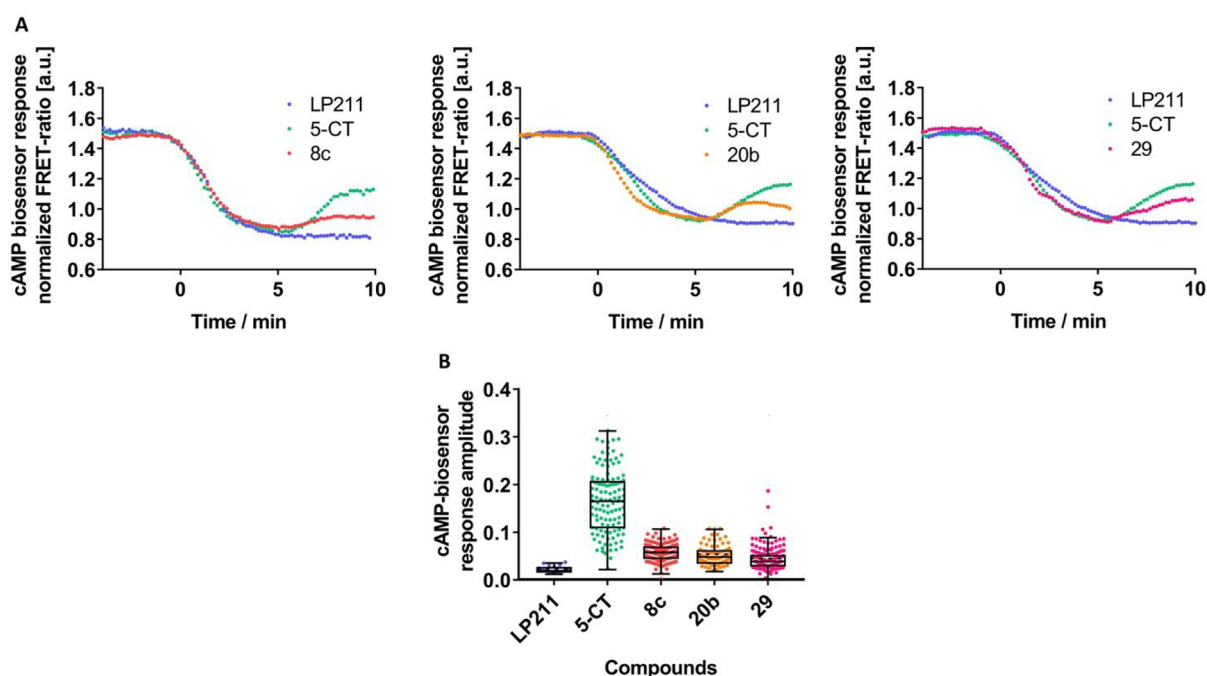 A
cAMP biosensor response
normalized FRET-ratio [a.u.]
1.8
1.6
1.4
1.2
1.0
0.8
0.6
0
5
10
Time / min
LP211
5-CT
8c
cAMP biosensor response
normalized FRET-ratio [a.u.]
1.8
1.6
1.4
1.2
1.0
0.8
0.6
0
5
10
Time / min
LP211
5-CT
20b
cAMP biosensor response
normalized FRET-ratio [a.u.]
1.8
1.6
1.4
1.2
1.0
0.8
0.6
0
5
10
Time / min
LP211
5-CT
29
B
cAMP-biosensor
response amplitude
0.4
0.3
0.2
0.1
0.0
LP211
5-CT
8c
20b
29
Compounds